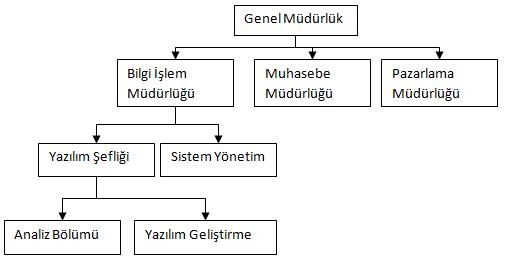 Genel Müdürlük
Bilgi İşlem
Müdürlüğü
Muhasebe
Müdürlüğü
Pazarlama
Müdürlüğü
Yazılım Şefliği
Sistem Yönetim
Analiz Bölümü
Yazılım Geliştirme